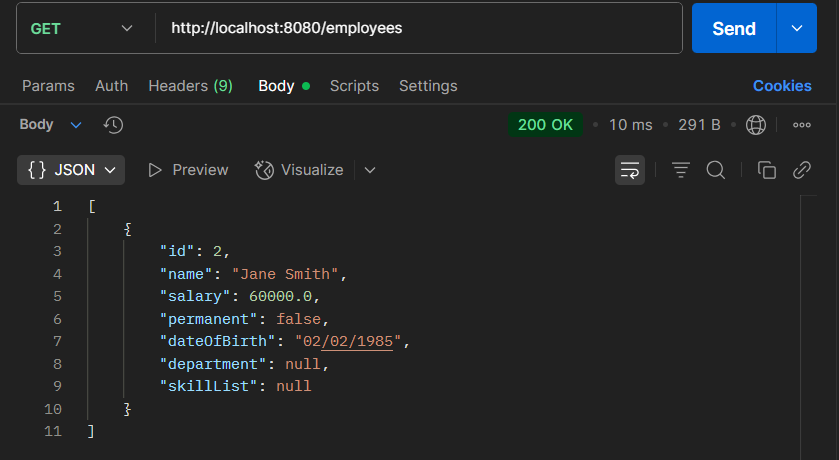 GET http://localhost:8080/employees Send
Params Auth Headers (9) Body Scripts Settings Cookies
Body 200 OK • 10 ms • 291 B •
{} JSON Preview Visualize
1 [
2 {
3 "id": 2,
4 "name": "Jane Smith",
5 "salary": 60000.0,
6 "permanent": false,
7 "dateOfBirth": "02/02/1985",
8 "department": null,
9 "skillList": null
10 }
11 ]